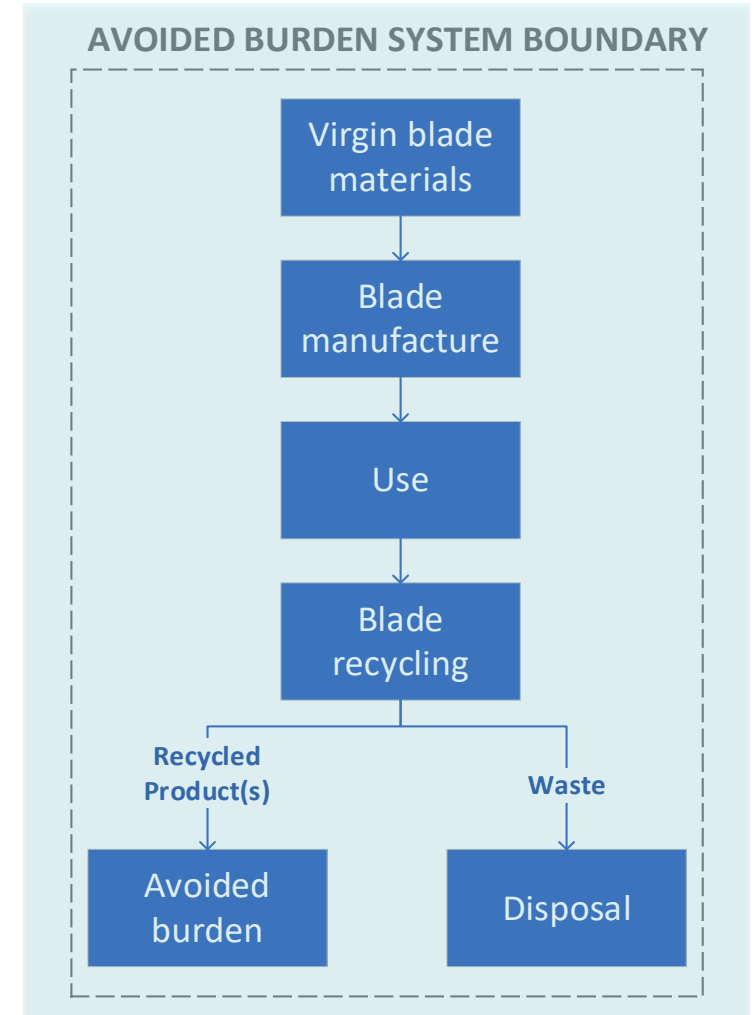 AVOIDED BURDEN SYSTEM BOUNDARY
Virgin blade
materials
Blade
manufacture
Use
Blade
recycling
Recycled
Product(s)
Waste
Avoided
burden
Disposal